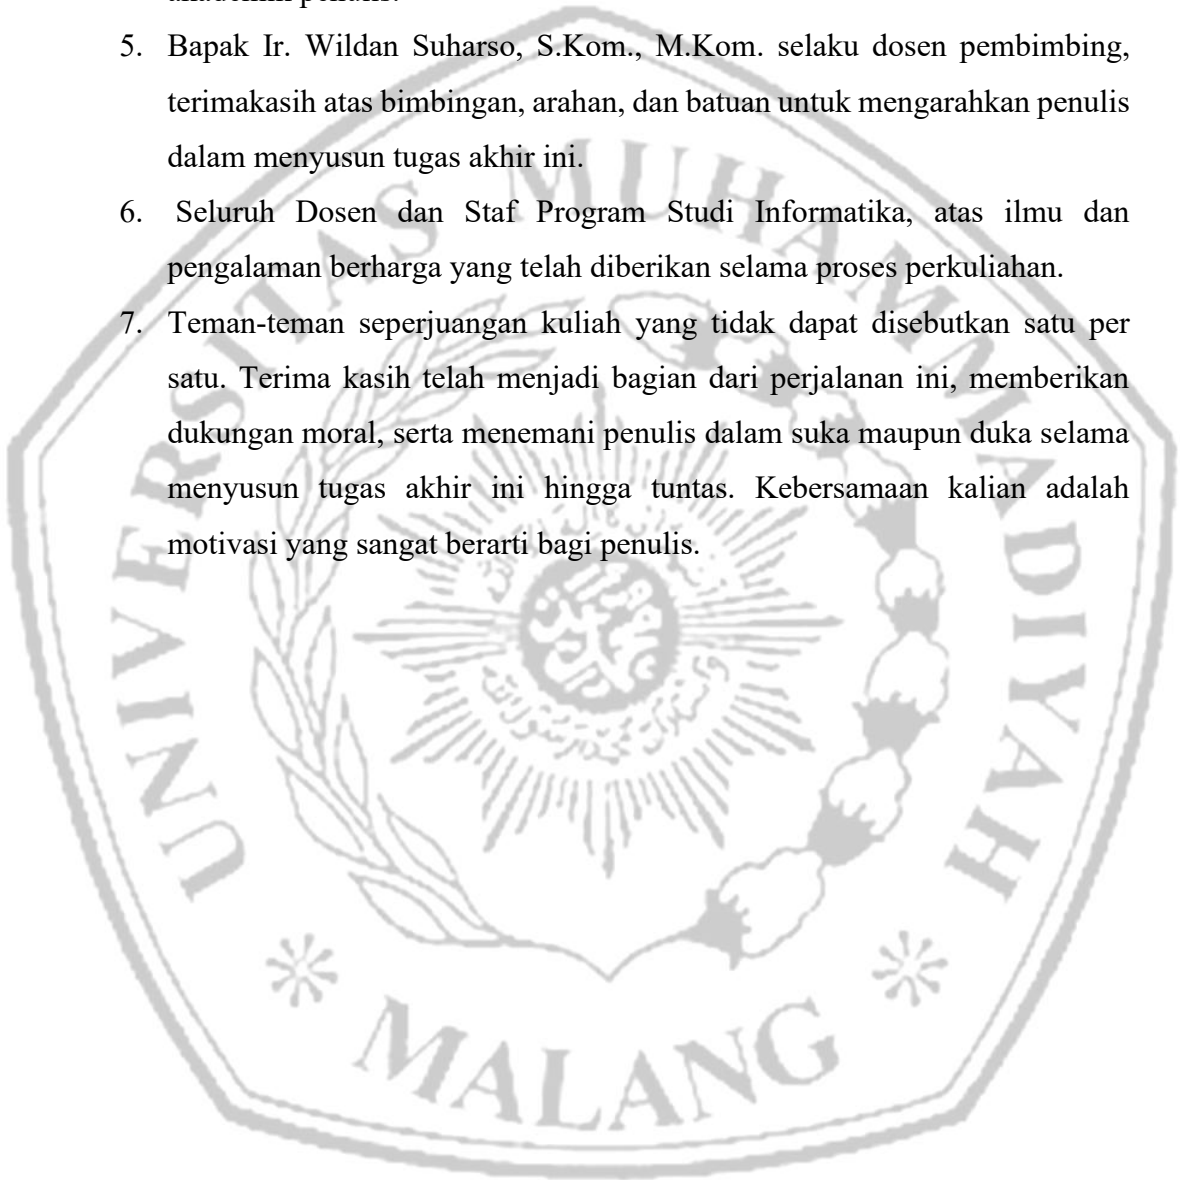 akademik penulis.
5. Bapak Ir. Wildan Suharso, S.Kom., M.Kom. selaku dosen pembimbing,
terimakasih atas bimbingan, arahan, dan batuan untuk mengarahkan penulis
dalam menyusun tugas akhir ini.
6. Seluruh Dosen dan Staf Program Studi Informatika, atas ilmu dan
pengalaman berharga yang telah diberikan selama proses perkuliahan.
7. Teman-teman seperjuangan kuliah yang tidak dapat disebutkan satu per
satu. Terima kasih telah menjadi bagian dari perjalanan ini, memberikan
dukungan moral, serta menemani penulis dalam suka maupun duka selama
menyusun tugas akhir ini hingga tuntas. Kebersamaan kalian adalah
motivasi yang sangat berarti bagi penulis.
UNIVERSITAS MUHAMMADIYAH
MALANG